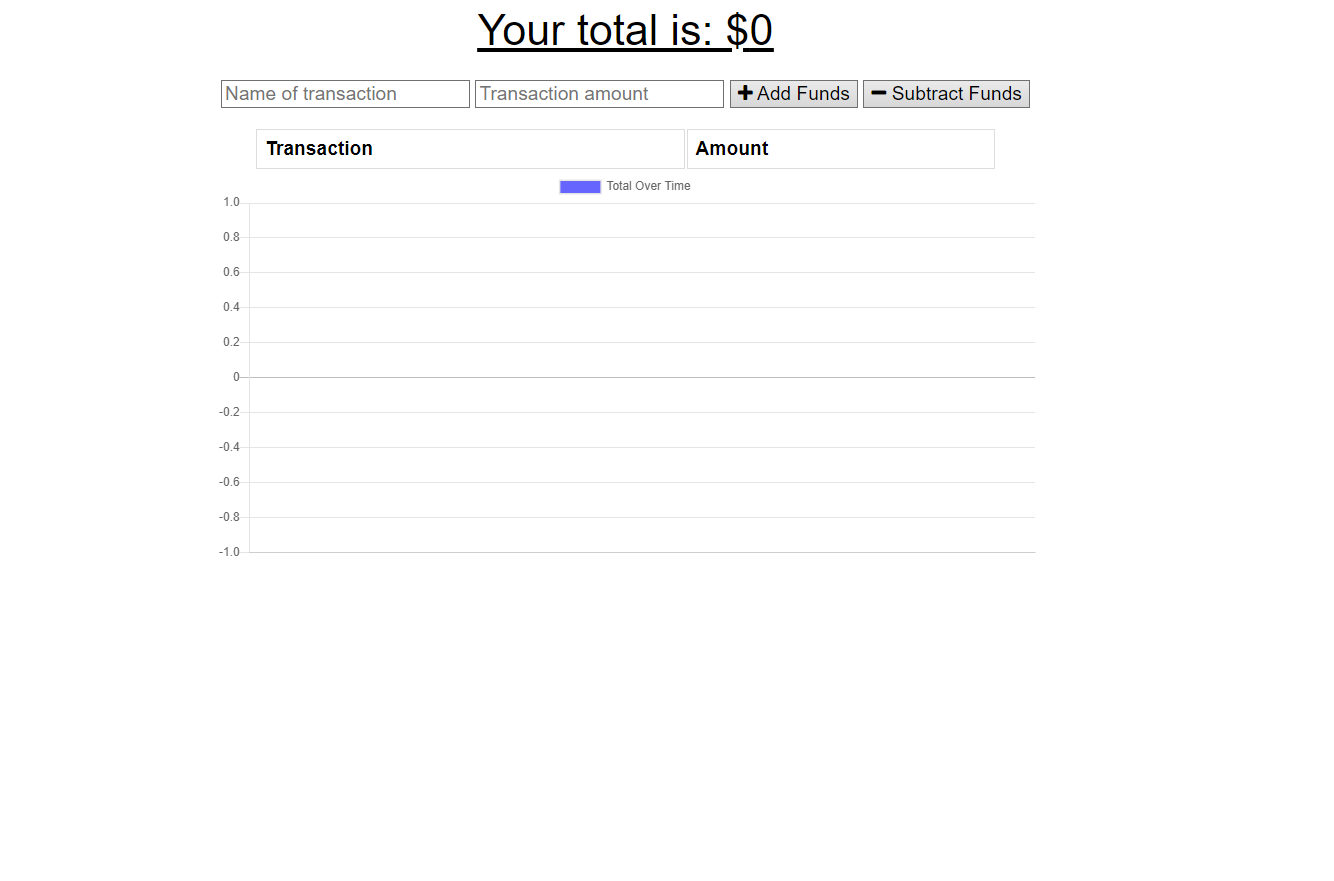 Your total is: $0
Name of transaction Transaction amount Add Funds Subtract Funds
Transaction Amount
Total Over Time
1.0
0.8
0.6
0.4
0.2
0
-0.2
-0.4
-0.6
-0.8
-1.0